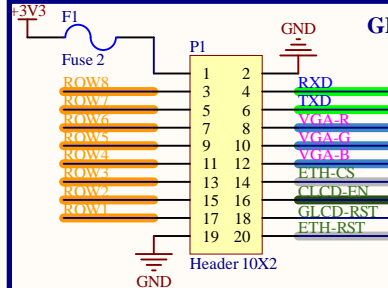 +3V3
F1
Fuse 2
GND
P1
1 2
ROW8 3 4 RXD
ROW7 5 6 TXD
ROW6 7 8 VGA-R
ROW5 9 10 VGA-G
ROW4 11 12 VGA-B
ROW3 13 14 ETH-CS
ROW2 15 16 CLCD-EN
ROW1 17 18 GLCD-RST
19 20 ETH-RST
GND
Header 10X2